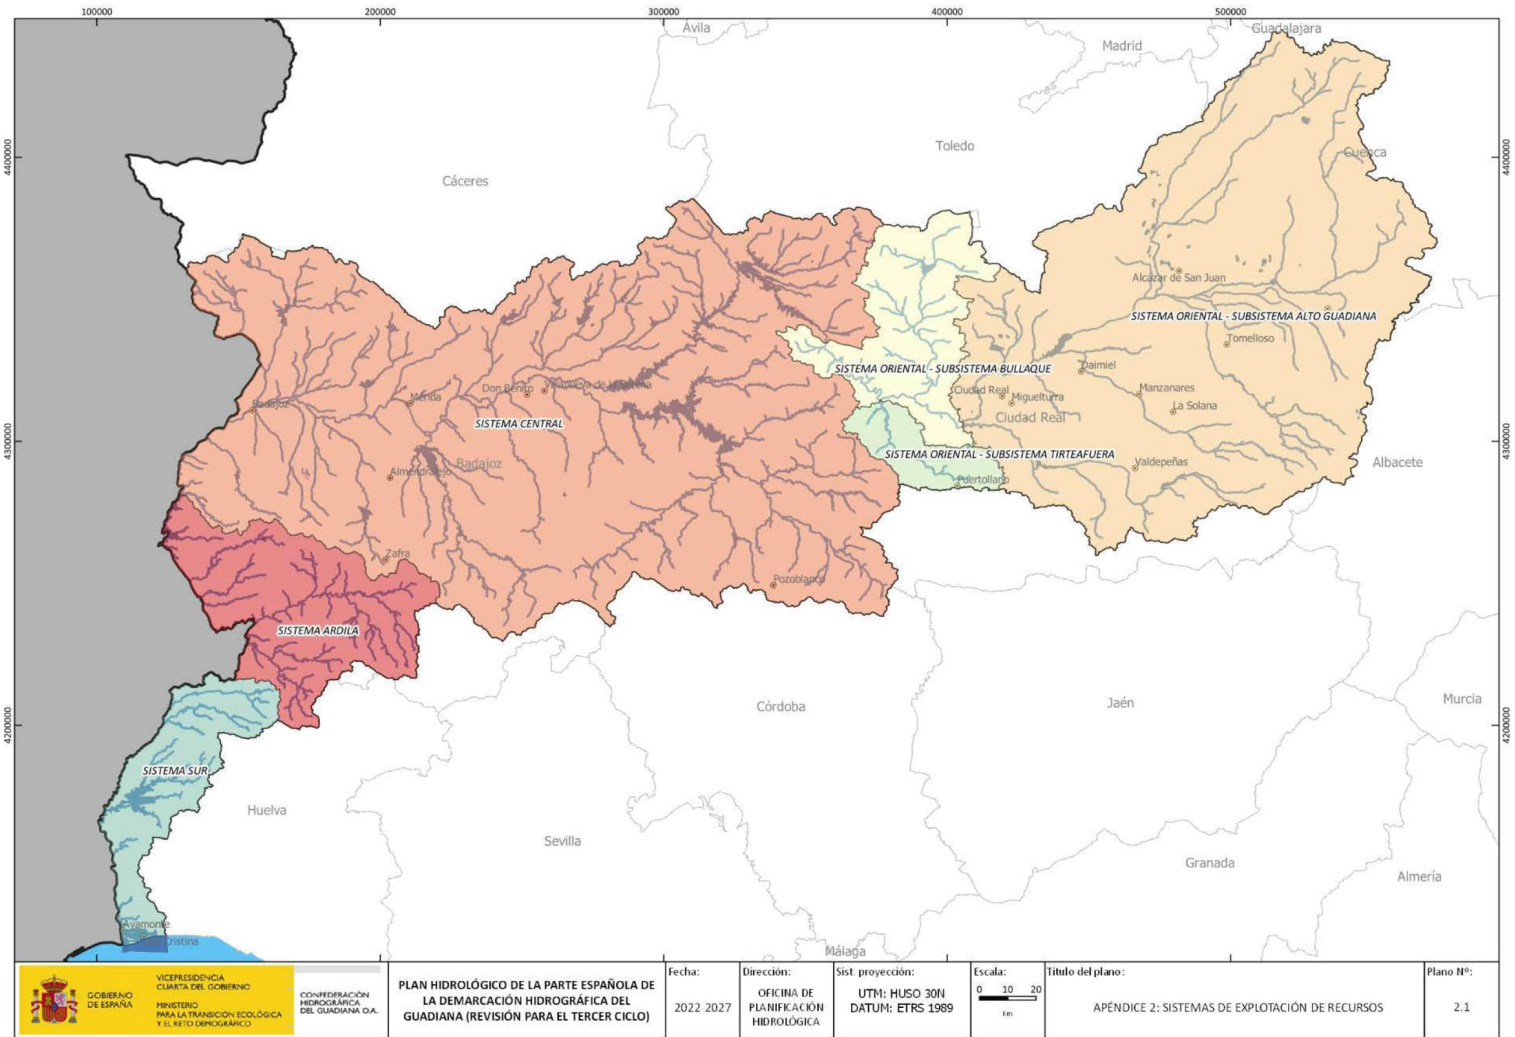 100000
200000
300000
400000
500000
Ávila
Guadalajara
Madrid
Toledo
4400000
4400000
Cuenca
Cáceres
Alcázar de San Juan
SISTEMA ORIENTAL - SUBSISTEMA ALTO GUADIANA
Tomelloso
SISTEMA ORIENTAL - SUBSISTEMA BULLAQUE
Daimiel
Don Benito
Villanueva de la Serena
Ciudad Real
Miguelturra
Manzanares
Badajoz
Mérida
La Solana
Ciudad Real
SISTEMA CENTRAL
4300000
4300000
SISTEMA ORIENTAL - SUBSISTEMA TIRTEAFUERA
Badajoz
Valdepeñas
Albacete
Almendralejo
Puertollano
Zafra
Pozoblanco
SISTEMA ARDILA
Murcia
Jaén
Córdoba
4200000
4200000
SISTEMA SUR
Huelva
Sevilla
Granada
Almería
Ayamonte
Cristina
Málaga
GOBIERNO
DE ESPAÑA
VICEPRESIDENCIA
CUARTA DEL GOBIERNO
MINISTERIO
PARA LA TRANSICIÓN ECOLÓGICA
Y EL RETO DEMOGRÁFICO
CONFEDERACIÓN
HIDROGRÁFICA
DEL GUADIANA O.A.
PLAN HIDROLÓGICO DE LA PARTE ESPAÑOLA DE
LA DEMARCACIÓN HIDROGRÁFICA DEL
GUADIANA (REVISIÓN PARA EL TERCER CICLO)
Fecha:
2022-2027
Dirección:
OFICINA DE
PLANIFICACIÓN
HIDROLÓGICA
Sist. proyección:
UTM: HUSO 30N
DATUM: ETRS 1989
Escala:
0 10 20
km
Título del plano:
APÉNDICE 2: SISTEMAS DE EXPLOTACIÓN DE RECURSOS
Plano Nº:
2.1